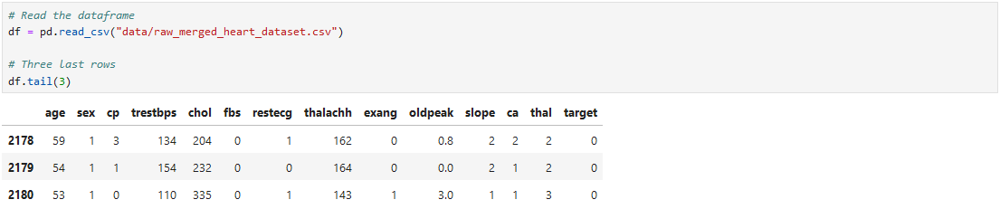 # Read the dataframe
df = pd.read_csv("data/raw_merged_heart_dataset.csv")
# Three last rows
df.tail(3)
age sex cp trestbps chol fbs restecg thalachh exang oldpeak slope ca thal target
2178 59 1 3 134 204 0 1 162 0 0.8 2 2 2 0
2179 54 1 1 154 232 0 0 164 0 0.0 2 1 2 0
2180 53 1 0 110 335 0 1 143 1 3.0 1 1 3 0